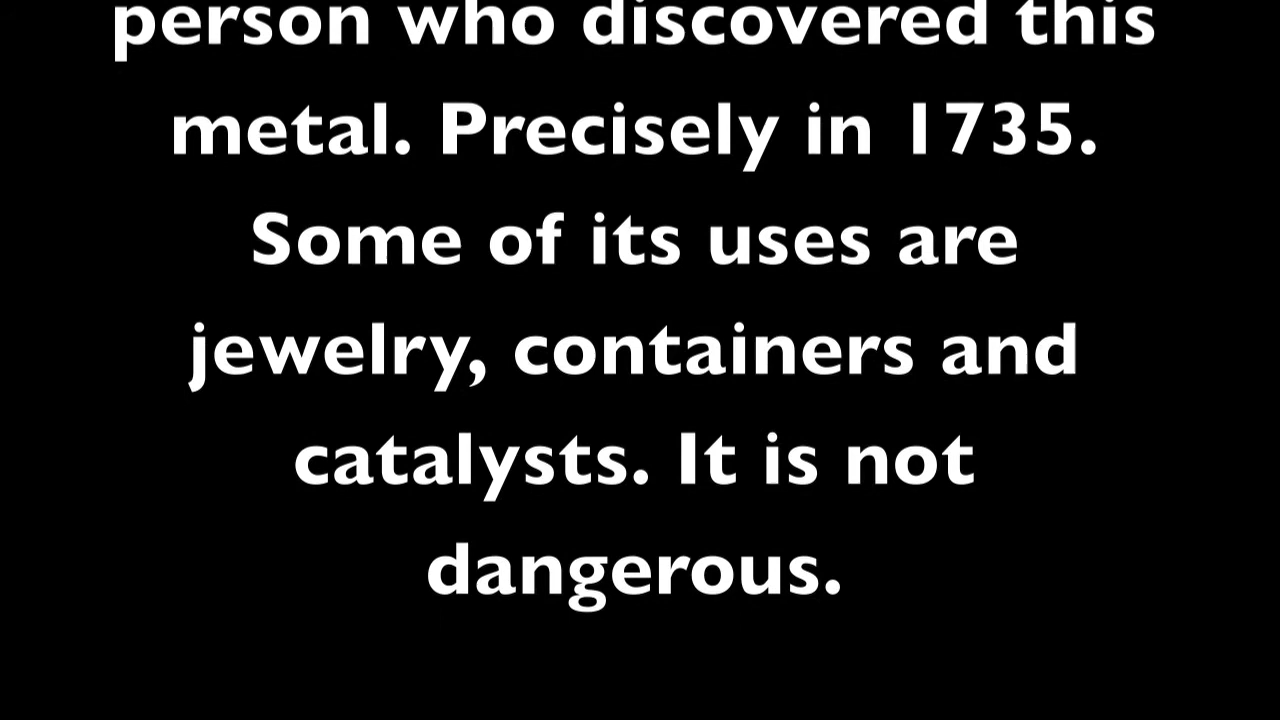 person who discovered this
metal. Precisely in 1735.
Some of its uses are
jewelry, containers and
catalysts. It is not
dangerous.